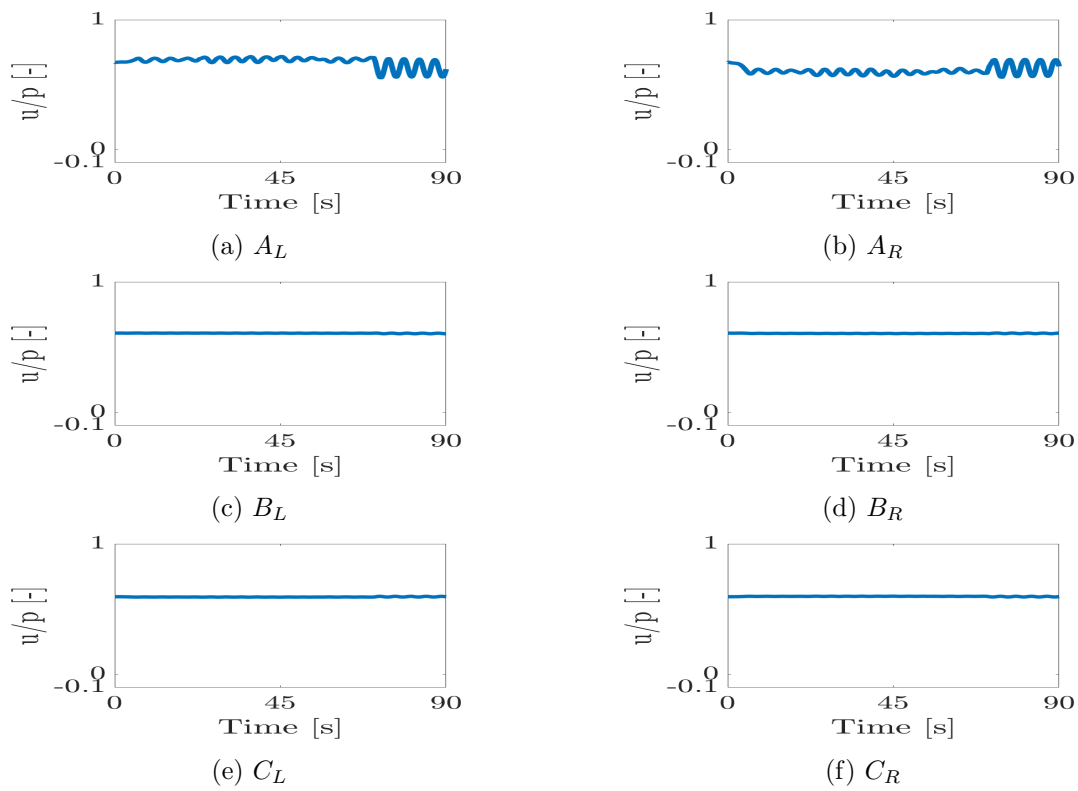 1
u/p [-]
0
-0.1
0
45
90
Time [s]
(a) A_L
1
u/p [-]
0
-0.1
0
45
90
Time [s]
(b) A_R
1
u/p [-]
0
-0.1
0
45
90
Time [s]
(c) B_L
1
u/p [-]
0
-0.1
0
45
90
Time [s]
(d) B_R
1
u/p [-]
0
-0.1
0
45
90
Time [s]
(e) C_L
1
u/p [-]
0
-0.1
0
45
90
Time [s]
(f) C_R